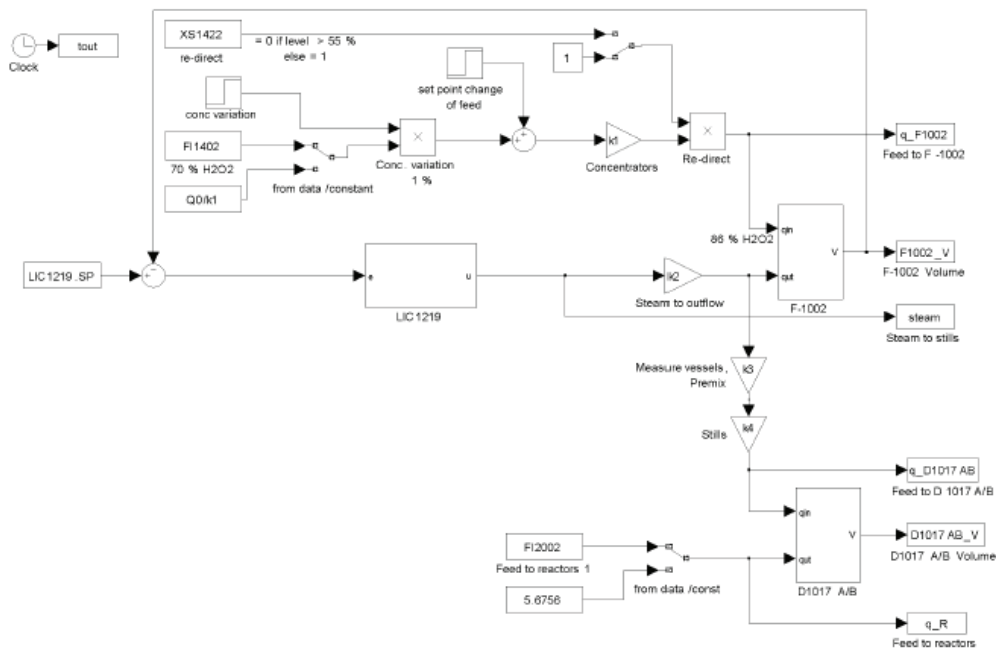 XS1422
= 0 if level > 55 %
else = 1
re-direct
tout
Clock
1
set point change
of feed
conc variation
FI1402
70 % H2O2
Q0/k1
from data /constant
Conc. variation
1 %
k1
Concentrators
Re-direct
q_F1002
Feed to F -1002
86 % H2O2
qin
V
qut
F-1002
F1002 _V
F-1002 Volume
LIC1219 .SP
e
u
LIC1219
k2
Steam to outflow
steam
Steam to stills
Measure vessels ,
Premix
k3
Stills
k4
q_D1017 AB
Feed to D 1017 A/B
qin
V
qut
D1017 A/B
D1017 AB_V
D1017 A/B Volume
FI2002
Feed to reactors 1
5.6756
from data /const
q_R
Feed to reactors